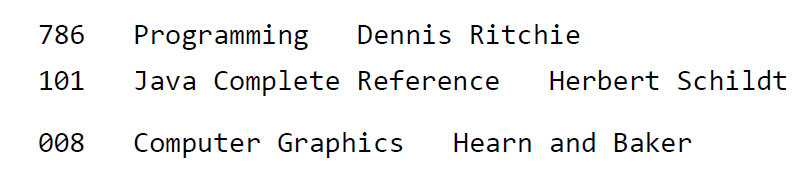 786   Programming   Dennis Ritchie
101   Java Complete Reference   Herbert Schildt
008   Computer Graphics   Hearn and Baker